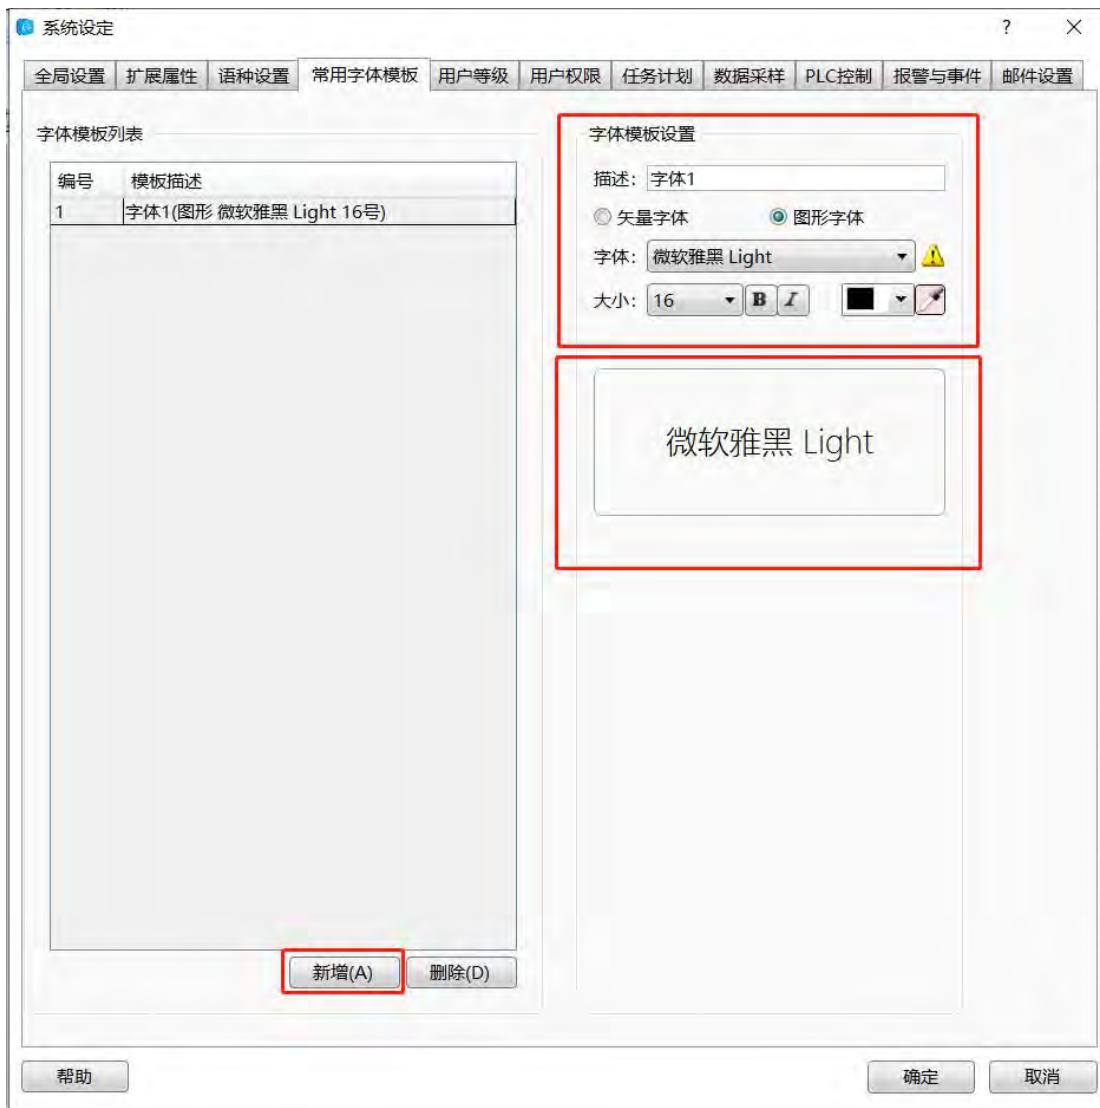 系统设定
?
全局设置 扩展属性 语种设置 常用字体模板 用户等级 用户权限 任务计划 数据采样 PLC控制 报警与事件 邮件设置
字体模板列表
编号 模板描述
1 字体1(图形 微软雅黑 Light 16号)
新增(A) 删除(D)
字体模板设置
描述: 字体1
矢量字体 图形字体
字体: 微软雅黑 Light
大小: 16 B I
微软雅黑 Light
帮助 确定 取消